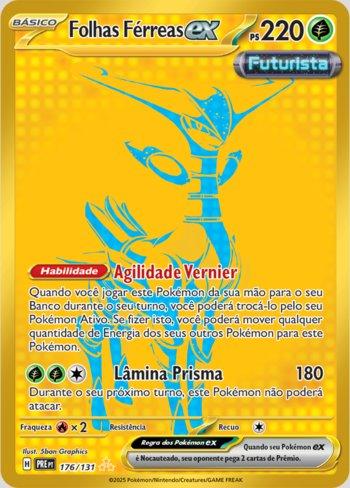 BÁSICO
Folhas Férreas ex PS 220
Futurista
Habilidade Agilidade Vernier
Quando você jogar este Pokémon da sua mão para o seu
Banco durante o seu turno, você poderá trocá-lo pelo seu
Pokémon Ativo. Se fizer isto, você poderá mover qualquer
quantidade de Energia dos seus outros Pokémon para este
Pokémon.
Lâmina Prisma 180
Durante o seu próximo turno, este Pokémon não poderá
atacar.
Fraqueza × 2 Resistência Recuo
Ilust. 5ban Graphics
H PRE PT 176/131
Regra dos Pokémon ex Quando seu Pokémon ex
é Nocauteado, seu oponente pega 2 cartas de Prêmio.
©2025 Pokémon/Nintendo/Creatures/GAME FREAK